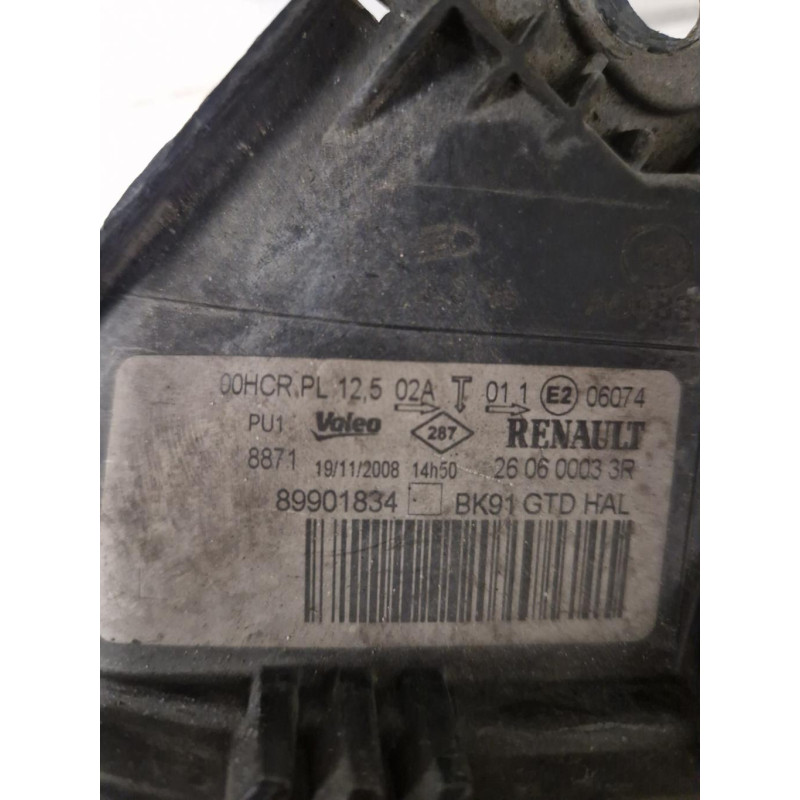 00HCR.PL 12,5 02A 01,1 E2 06074
PU1 Valeo 287 RENAULT
8871 19/11/2008 14h50 26 06 0003 3R
89901834 BK91 GTD HAL